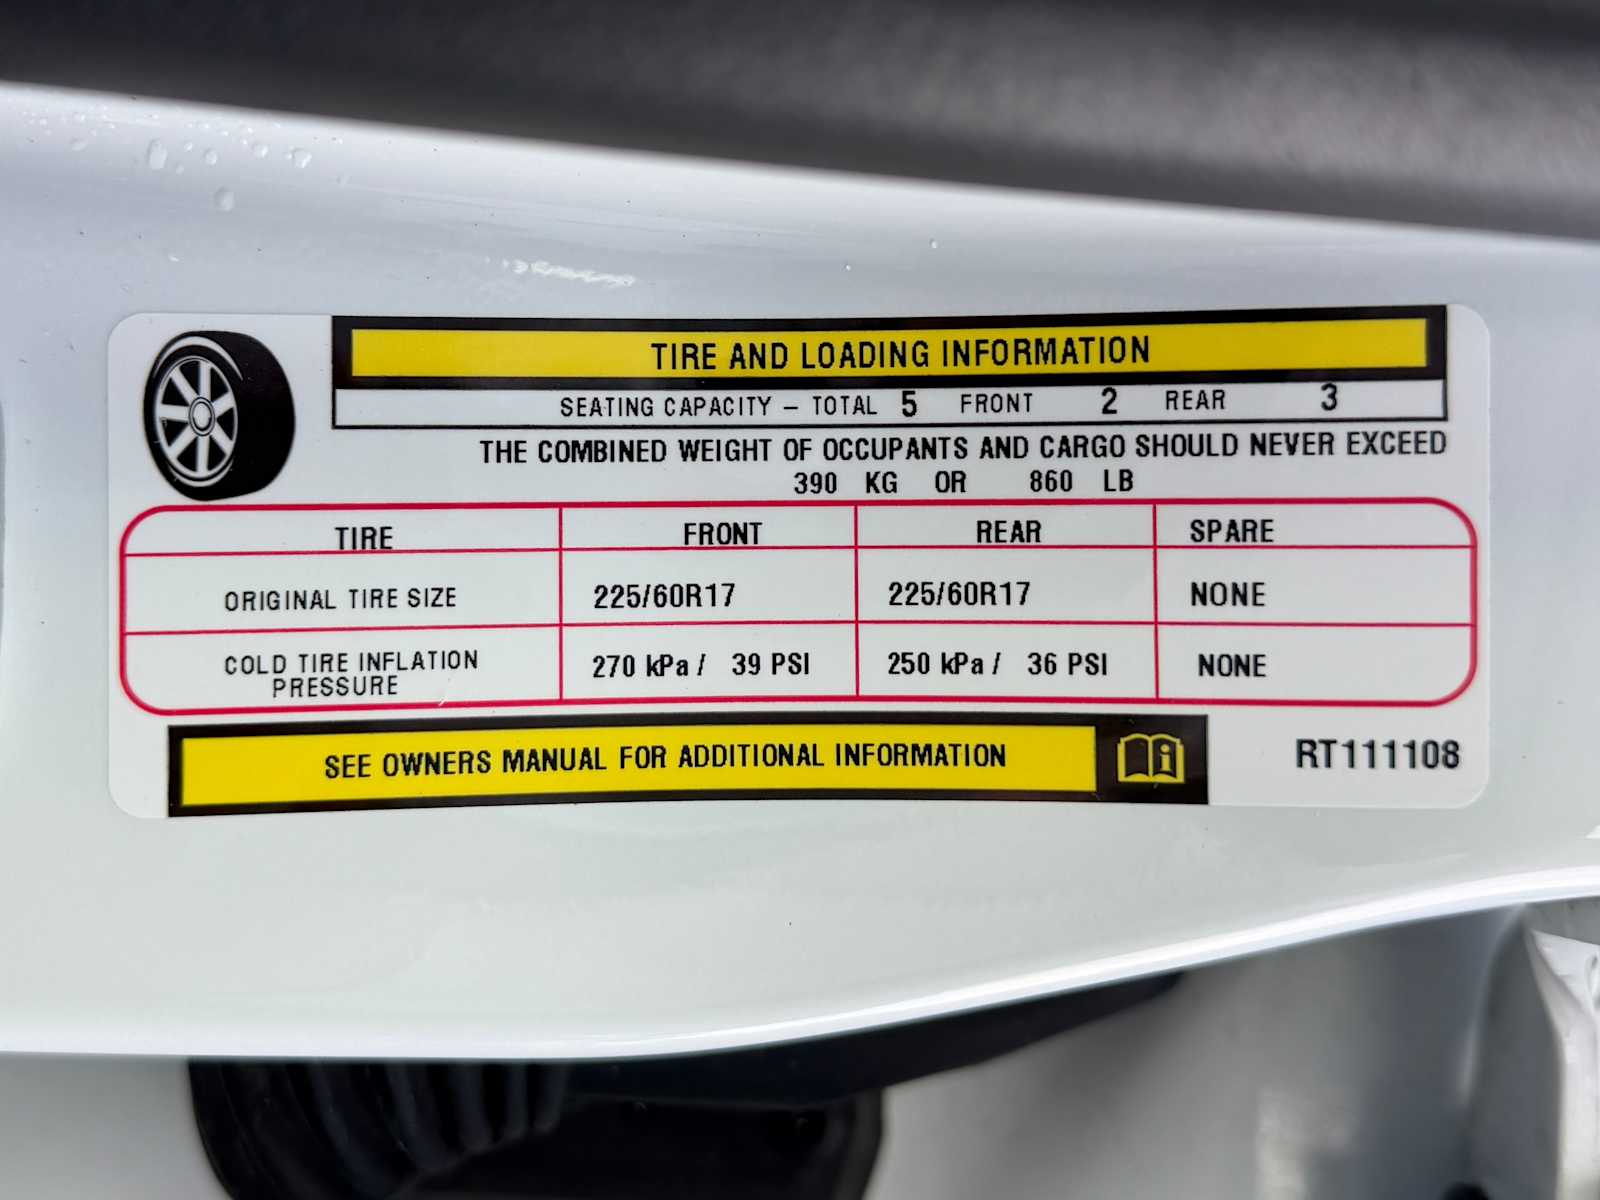 TIRE AND LOADING INFORMATION
SEATING CAPACITY – TOTAL 5 FRONT 2 REAR 3
THE COMBINED WEIGHT OF OCCUPANTS AND CARGO SHOULD NEVER EXCEED
390 KG OR 860 LB
TIRE FRONT REAR SPARE
ORIGINAL TIRE SIZE 225/60R17 225/60R17 NONE
COLD TIRE INFLATION PRESSURE 270 kPa / 39 PSI 250 kPa / 36 PSI NONE
SEE OWNERS MANUAL FOR ADDITIONAL INFORMATION
RT111108